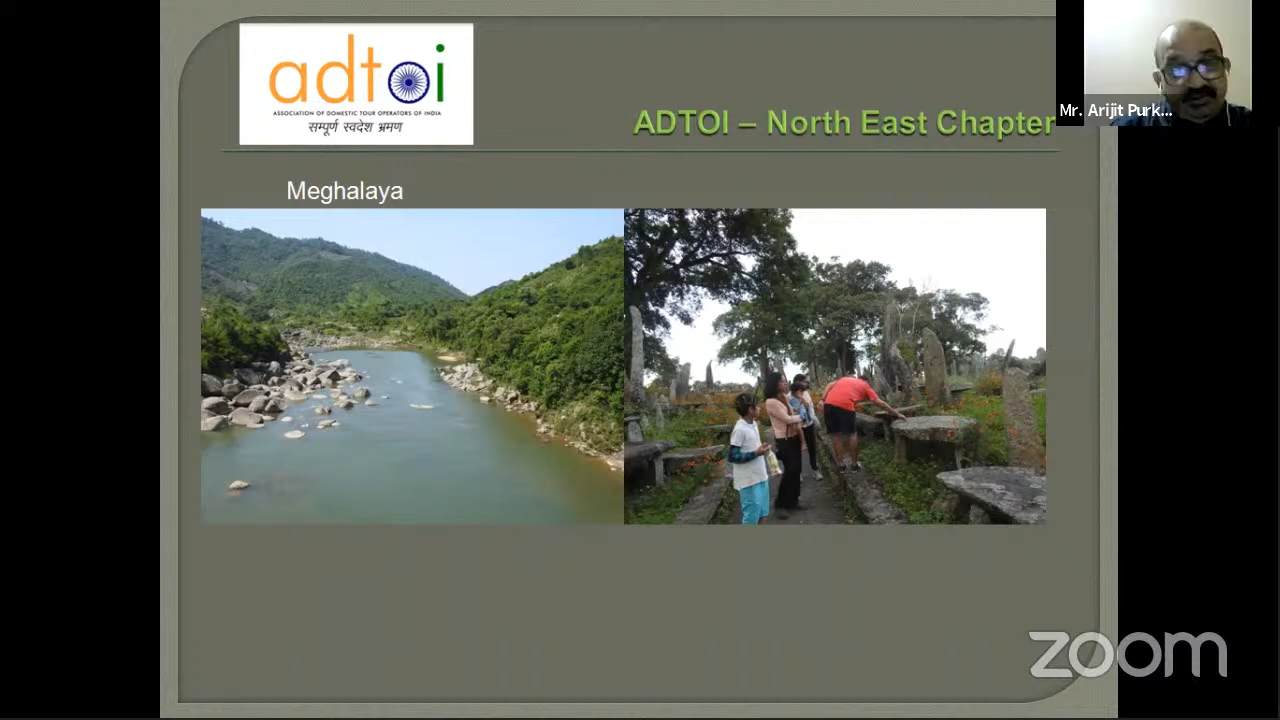 adtoi
ASSOCIATION OF DOMESTIC TOUR OPERATORS OF INDIA
सम्पूर्ण स्वदेश भ्रमण
ADTOI – North East Chapter
Mr. Arijit Purk...
Meghalaya
zoom